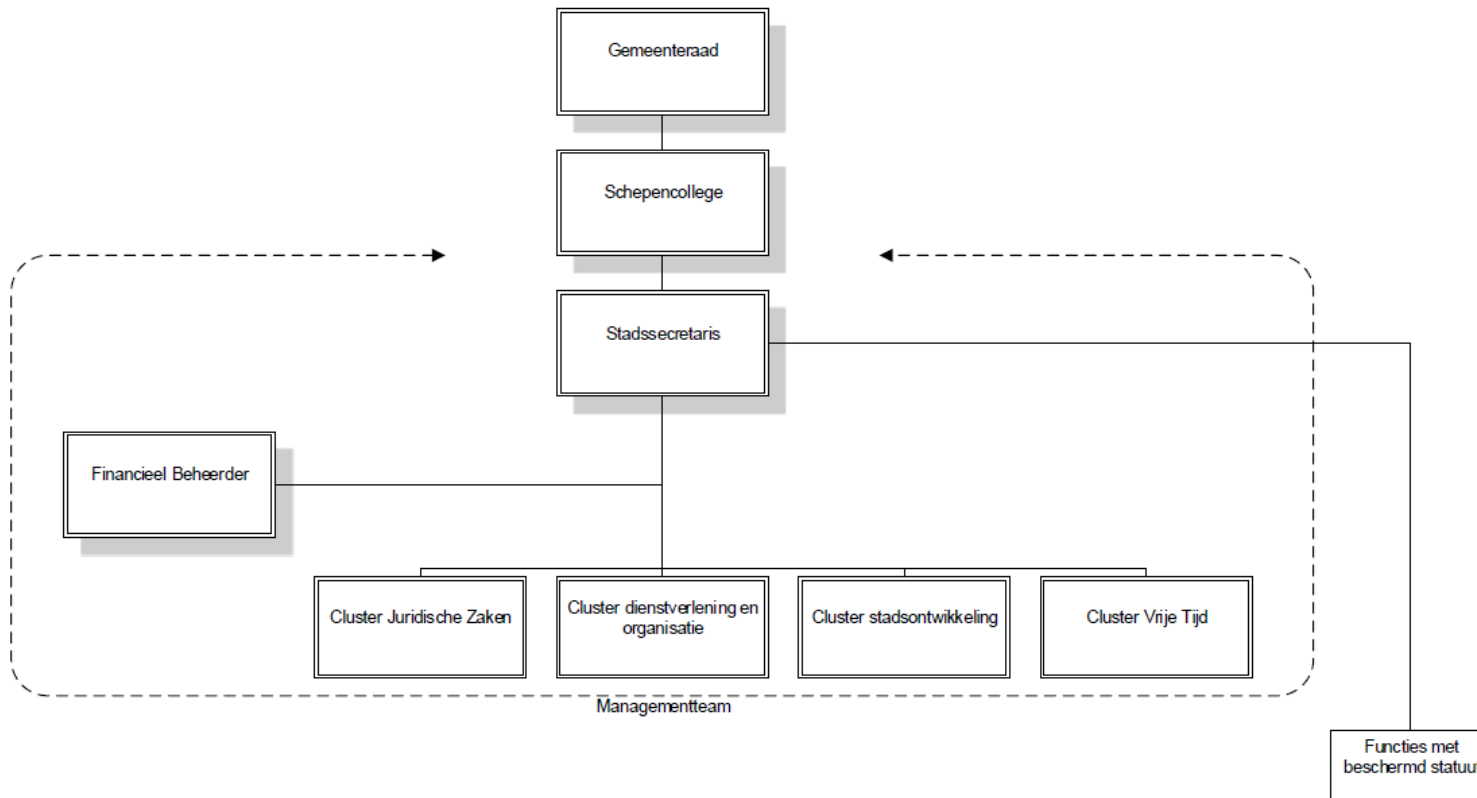 Gemeenteraad
Schepencollege
Stadssecretaris
Financieel Beheerder
Cluster Juridische Zaken
Cluster dienstverlening en
organisatie
Cluster stadsontwikkeling
Cluster Vrije Tijd
Managementteam
Functies met
beschermd statuut